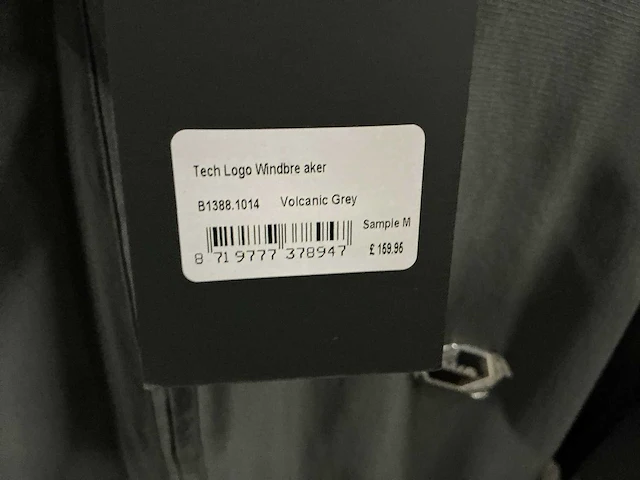 Tech Logo Windbre aker
B1388.1014 Volcanic Grey
Sample M
8 719777 378947
£ 159.95